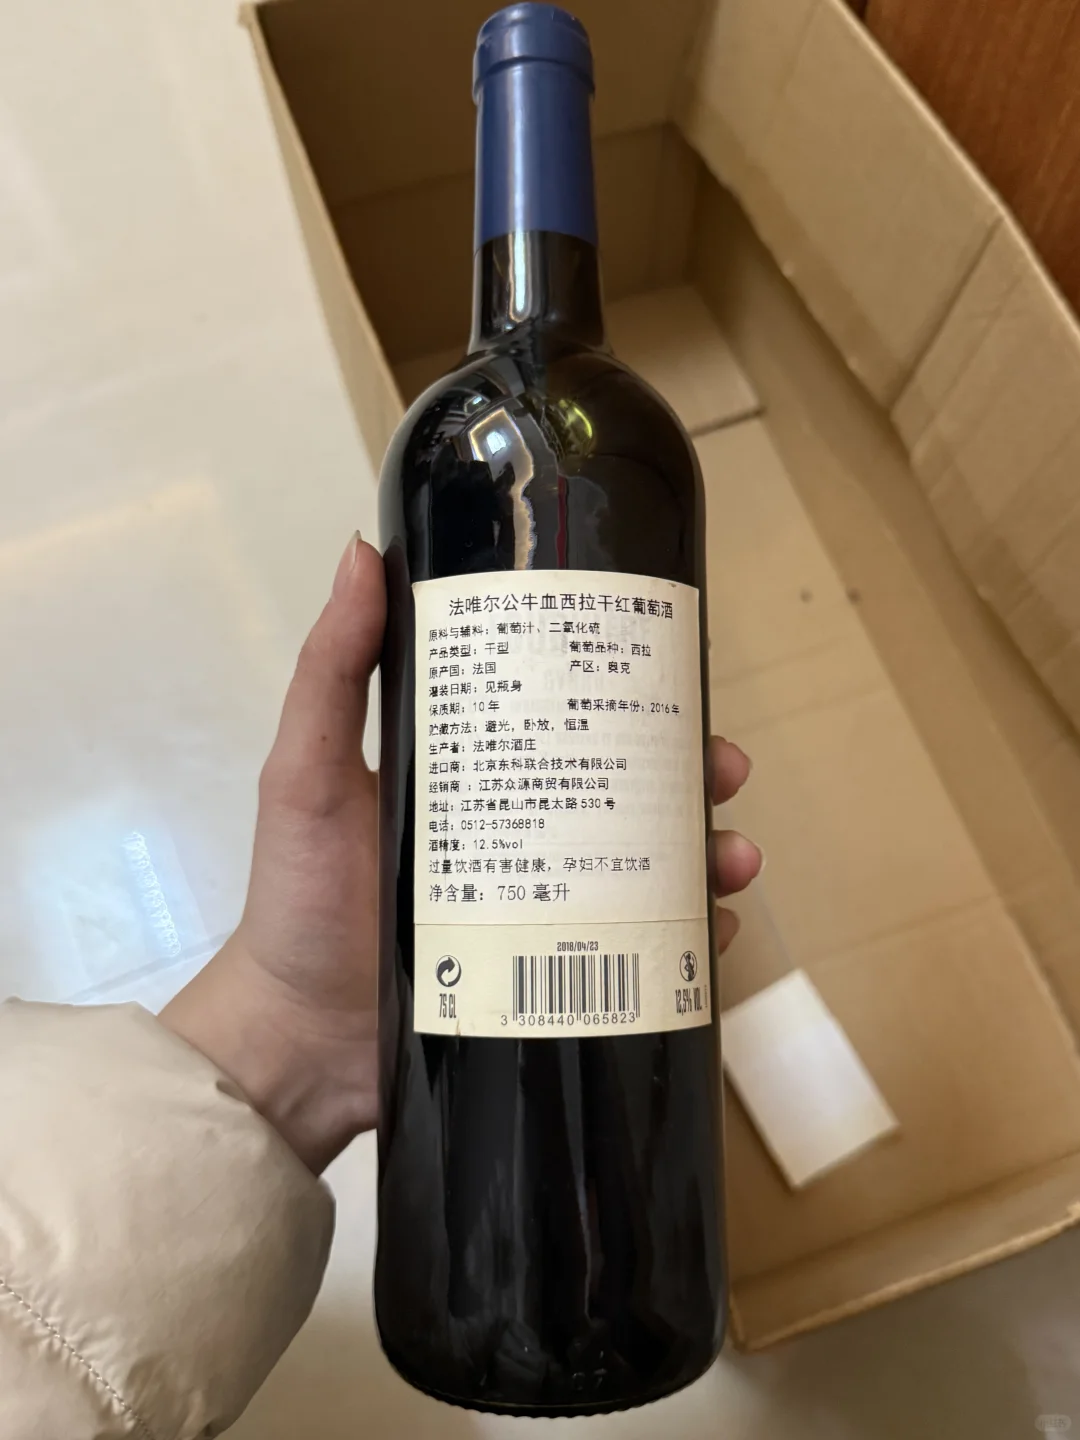 法唯尔公牛血西拉干红葡萄酒
原料与辅料：葡萄汁、二氧化硫
产品类型：干型 葡萄品种：西拉
原产国：法国 产区：奥克
灌装日期：见瓶身
保质期：10年 葡萄采摘年份：2016年
贮藏方法：避光，卧放，恒温
生产者：法唯尔酒庄
进口商：北京东科联合技术有限公司
经销商：江苏众源商贸有限公司
地址：江苏省昆山市昆太路530号
电话：0512-57368818
酒精度：12.5%vol
过量饮酒有害健康，孕妇不宜饮酒
净含量：750毫升
2018/04/23
75 CL
3 308440 065823
12,5% VOL